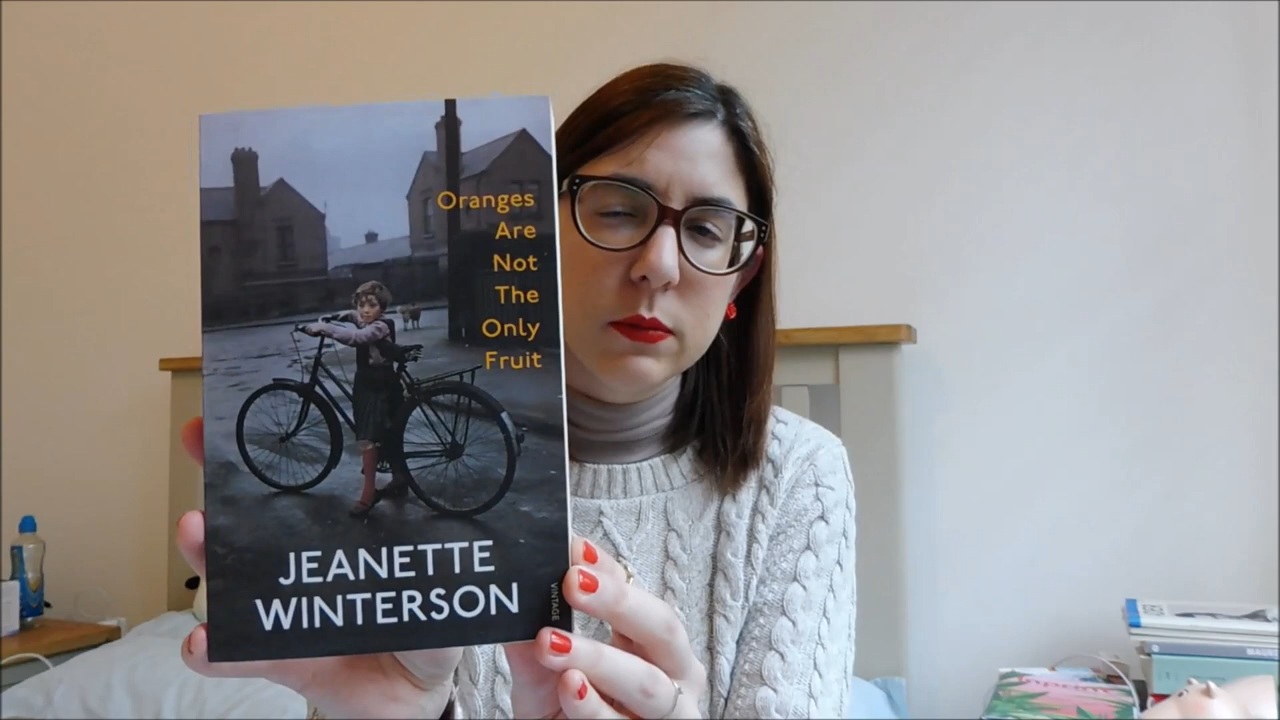 Oranges
Are
Not
The
Only
Fruit
JEANETTE
WINTERSON
VINTAGE